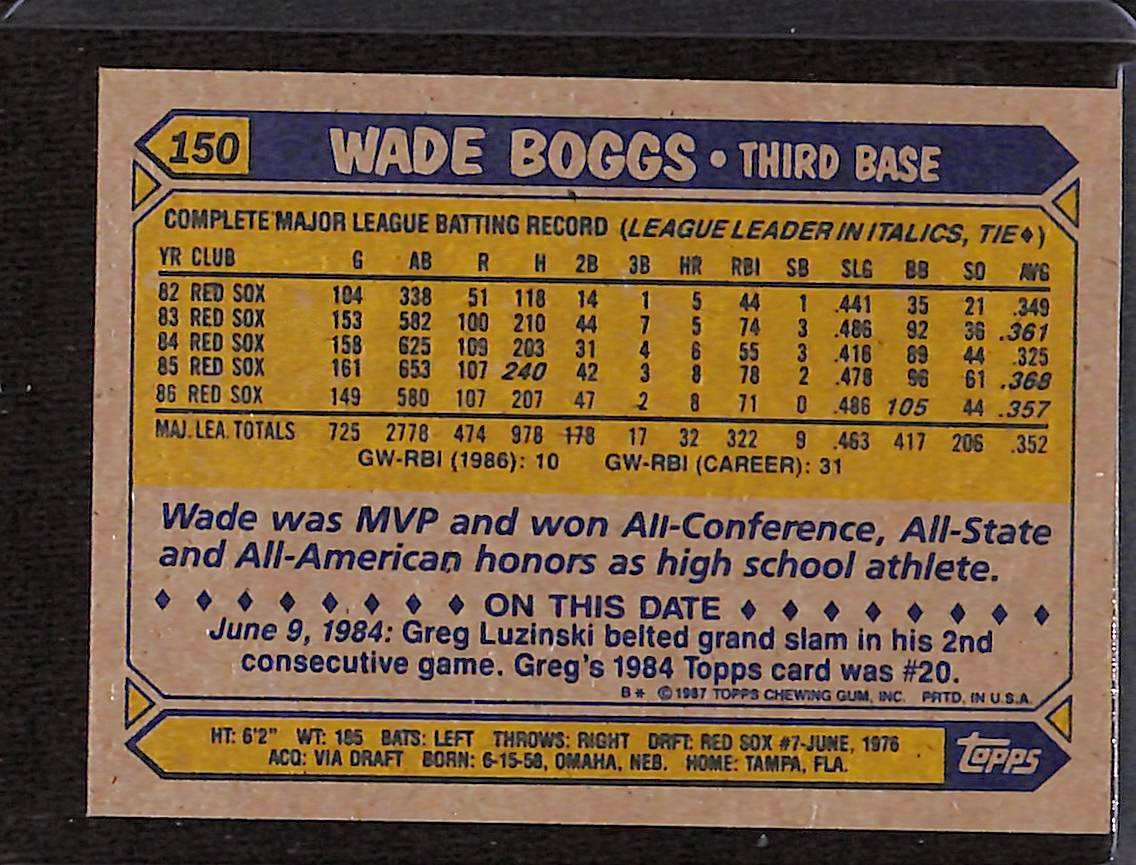 150 WADE BOGGS • THIRD BASE
COMPLETE MAJOR LEAGUE BATTING RECORD (LEAGUE LEADER IN ITALICS, TIE♦)
YR CLUB G AB R H 2B 3B HR RBI SB SLG BB SO AVG
82 RED SOX 104 338 51 118 14 1 5 44 1 .441 35 21 .349
83 RED SOX 153 582 100 210 44 7 5 74 3 .486 92 36 .361
84 RED SOX 158 625 109 203 31 4 6 55 3 .416 89 44 .325
85 RED SOX 161 653 107 240 42 3 8 78 2 .478 96 61 .368
86 RED SOX 149 580 107 207 47 2 8 71 0 .486 105 44 .357
MAJ. LEA. TOTALS 725 2778 474 978 178 17 32 322 9 .463 417 206 .352
GW-RBI (1986): 10 GW-RBI (CAREER): 31
Wade was MVP and won All-Conference, All-State
and All-American honors as high school athlete.
♦ ♦ ♦ ♦ ♦ ♦ ♦ ♦ ON THIS DATE ♦ ♦ ♦ ♦ ♦ ♦ ♦ ♦
June 9, 1984: Greg Luzinski belted grand slam in his 2nd
consecutive game. Greg's 1984 Topps card was #20.
B* ©1987 TOPPS CHEWING GUM, INC. PRTD. IN U.S.A.
HT: 6'2" WT: 185 BATS: LEFT THROWS: RIGHT DRFT: RED SOX #7-JUNE, 1976
ACQ: VIA DRAFT BORN: 6-15-58, OMAHA, NEB. HOME: TAMPA, FLA.
TOPPS